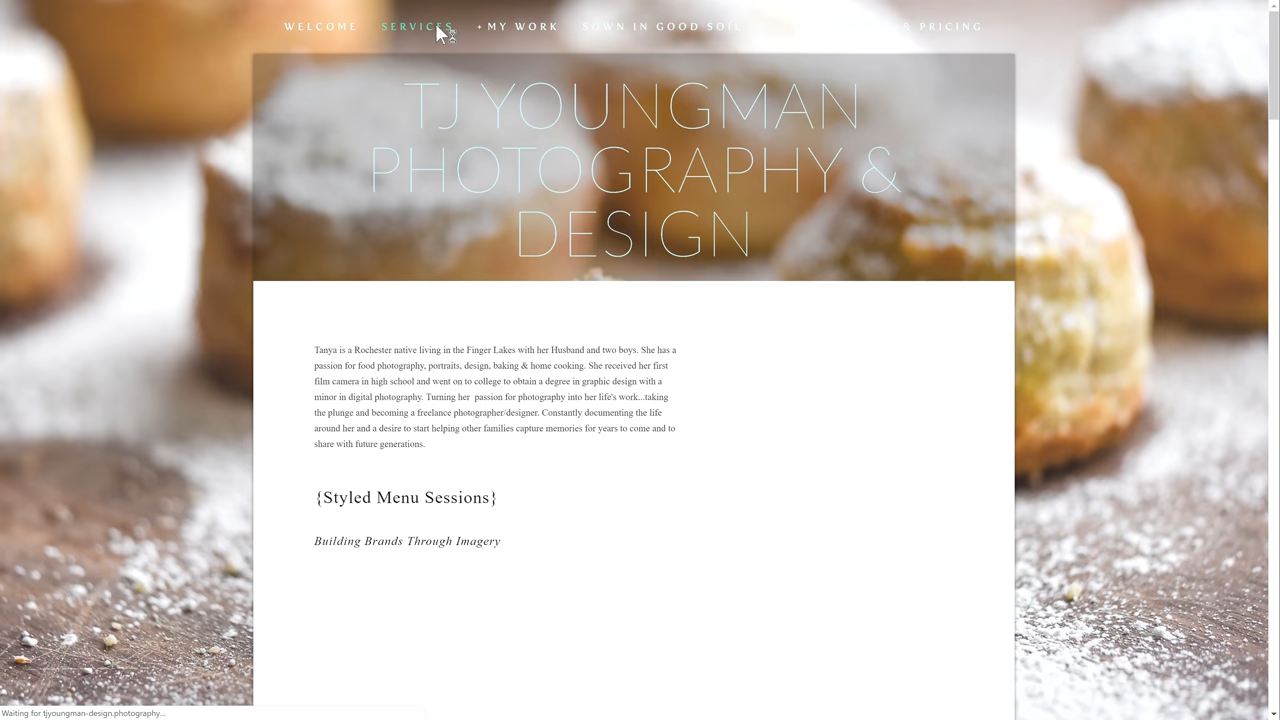 WELCOME SERVICES + MY WORK SOWN IN GOOD SOIL & PRICING
TJ YOUNGMAN
PHOTOGRAPHY &
DESIGN
Tanya is a Rochester native living in the Finger Lakes with her Husband and two boys. She has a
passion for food photography, portraits, design, baking & home cooking. She received her first
film camera in high school and went on to college to obtain a degree in graphic design with a
minor in digital photography. Turning her passion for photography into her life's work...taking
the plunge and becoming a freelance photographer/designer. Constantly documenting the life
around her and a desire to start helping other families capture memories for years to come and to
share with future generations.
{Styled Menu Sessions}
Building Brands Through Imagery
Waiting for tjyoungman-design.photography...